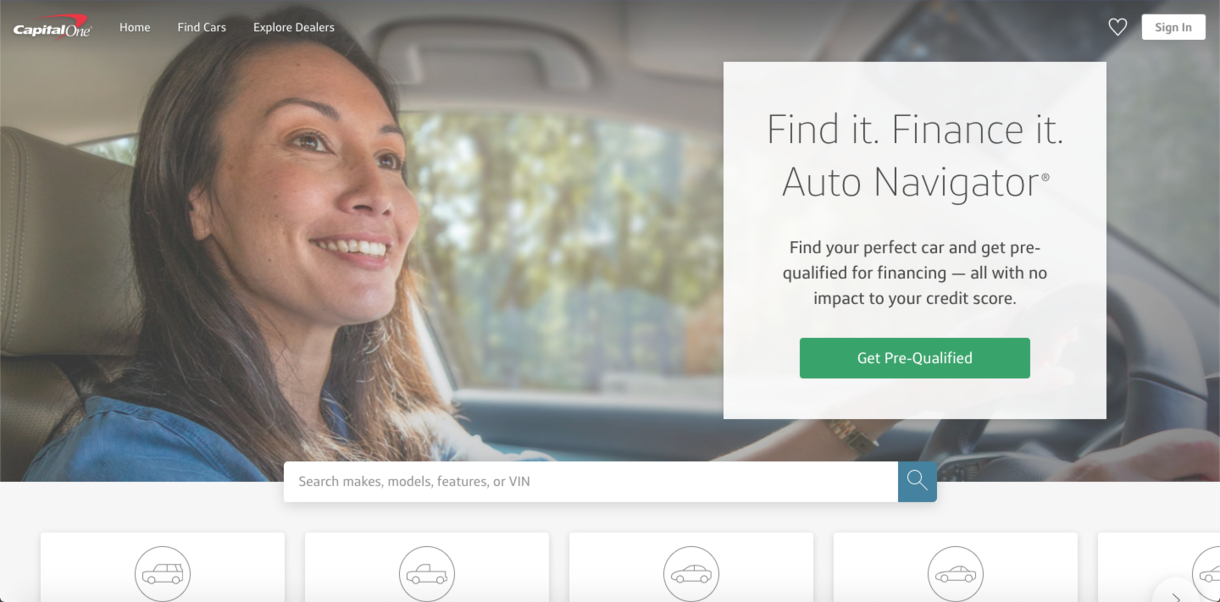 CapitalOne
Home
Find Cars
Explore Dealers
Sign In
Find it. Finance it.
Auto Navigator®
Find your perfect car and get pre-
qualified for financing — all with no
impact to your credit score.
Get Pre-Qualified
Search makes, models, features, or VIN